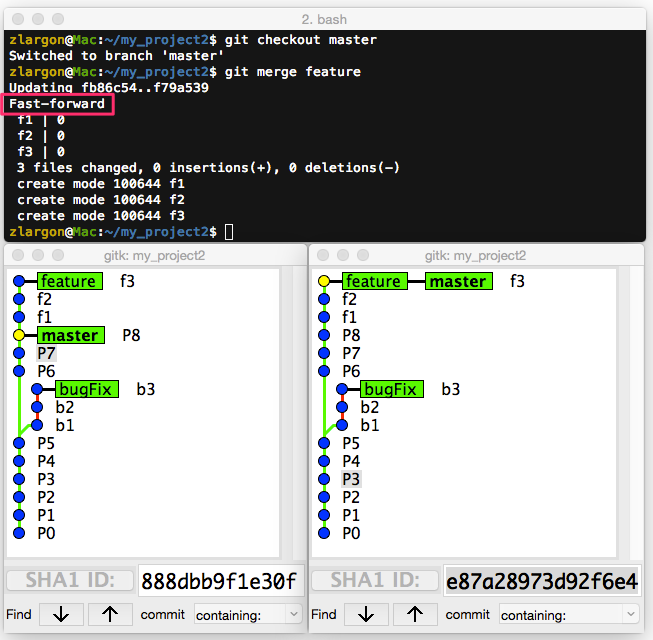 2. bash
zlargon@Mac:~/my_project2$ git checkout master
Switched to branch 'master'
zlargon@Mac:~/my_project2$ git merge feature
Updating fb86c54..f79a539
Fast-forward
f1 | 0
f2 | 0
f3 | 0
3 files changed, 0 insertions(+), 0 deletions(-)
create mode 100644 f1
create mode 100644 f2
create mode 100644 f3
zlargon@Mac:~/my_project2$
gitk: my_project2
feature f3
f2
f1
master P8
P7
P6
bugFix b3
b2
b1
P5
P4
P3
P2
P1
P0
SHA1 ID: 888dbb9f1e30f
Find commit containing:
gitk: my_project2
feature master f3
f2
f1
P8
P7
P6
bugFix b3
b2
b1
P5
P4
P3
P2
P1
P0
SHA1 ID: e87a28973d92f6e4
Find commit containing: